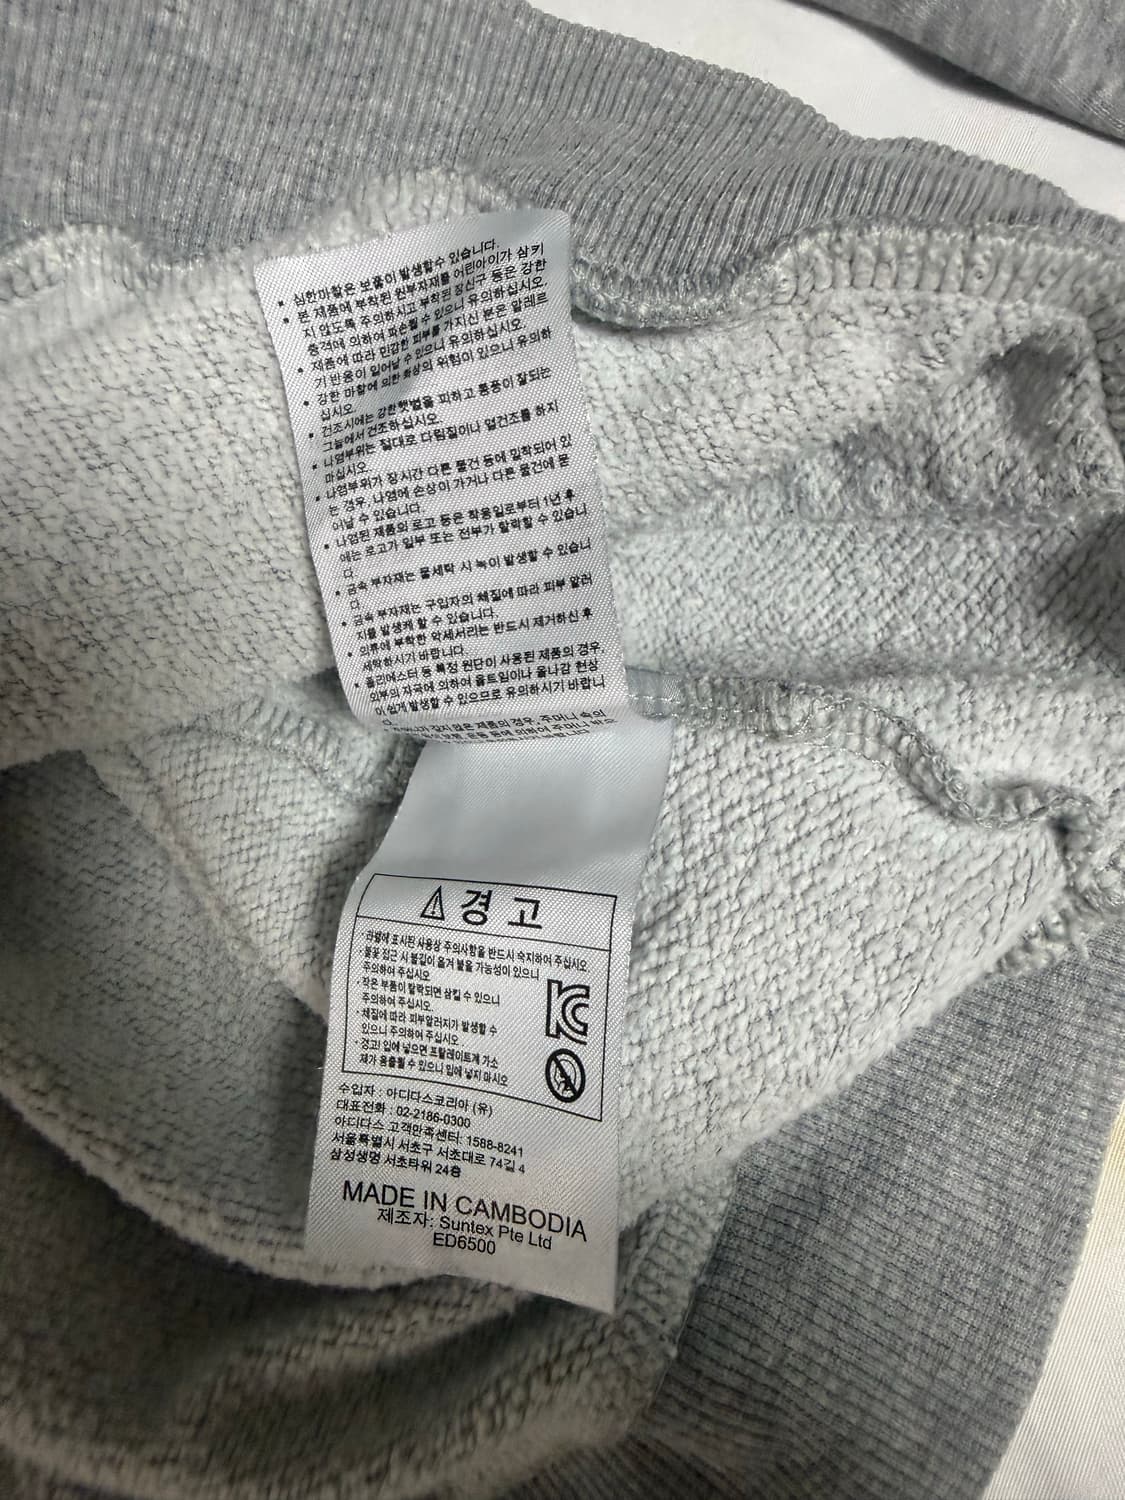 • 심한마찰은 보풀이 발생할수 있습니다.
• 본 제품에 부착된 원부자재를 어린아이가 삼키
지 않도록 주의하시고 부착된 장신구 등은 강한
충격에 의하여 파손될 수 있으니 유의하십시오.
• 제품에 따라 민감한 피부를 가지신 분은 알레르
기 반응이 일어날 수 있으니 유의하십시오.
• 강한 마찰에 의한 화상의 위험이 있으니 유의하
십시오.
• 건조시에는 강한햇볕을 피하고 통풍이 잘되는
그늘에서 건조하십시오.
• 나염부위는 절대로 다림질이나 열건조를 하지
마십시오.
• 나염부위가 장시간 다른 물건 등에 밀착되어 있
는 경우, 나염에 손상이 가거나 다른 물건에 묻
어날 수 있습니다.
• 나염된 제품의 로고 등은 착용일로부터 1년 후
에는 로고가 일부 또는 전부가 탈락할 수 있습니
다.
• 금속 부자재는 물세탁 시 녹이 발생할 수 있습니
다.
• 금속 부자재는 구입자의 체질에 따라 피부 알러
지를 발생케 할 수 있습니다.
• 의류에 부착한 악세서리는 반드시 제거하신 후
세탁하시기 바랍니다.
• 폴리에스터 등 특정 원단이 사용된 제품의 경우,
외부의 자극에 의하여 올트임이나 올나감 현상
이 쉽게 발생할 수 있으므로 유의하시기 바랍니
다.
지 않은 제품의 경우, 주머니 속의
운동 등에 의하여 주머니 밖으
⚠ 경 고
· 라벨에 표시된 사용상 주의사항을 반드시 숙지하여 주십시오
· 불꽃 접근 시 불길이 옮겨 붙을 가능성이 있으니
주의하여 주십시오
· 작은 부품이 탈락되면 삼킬 수 있으니
주의하여 주십시오.
· 체질에 따라 피부알러지가 발생할 수
있으니 주의하여 주십시오 .
· 경고! 입에 넣으면 프탈레이트계 가소
제가 용출될 수 있으니 입에 넣지 마시오
KC
수입자 : 아디다스코리아 (유)
대표전화 : 02-2186-0300
아디다스 고객만족센터: 1588-8241
서울특별시 서초구 서초대로 74길 4
삼성생명 서초타워 24층
MADE IN CAMBODIA
제조자: Suntex Pte Ltd
ED6500